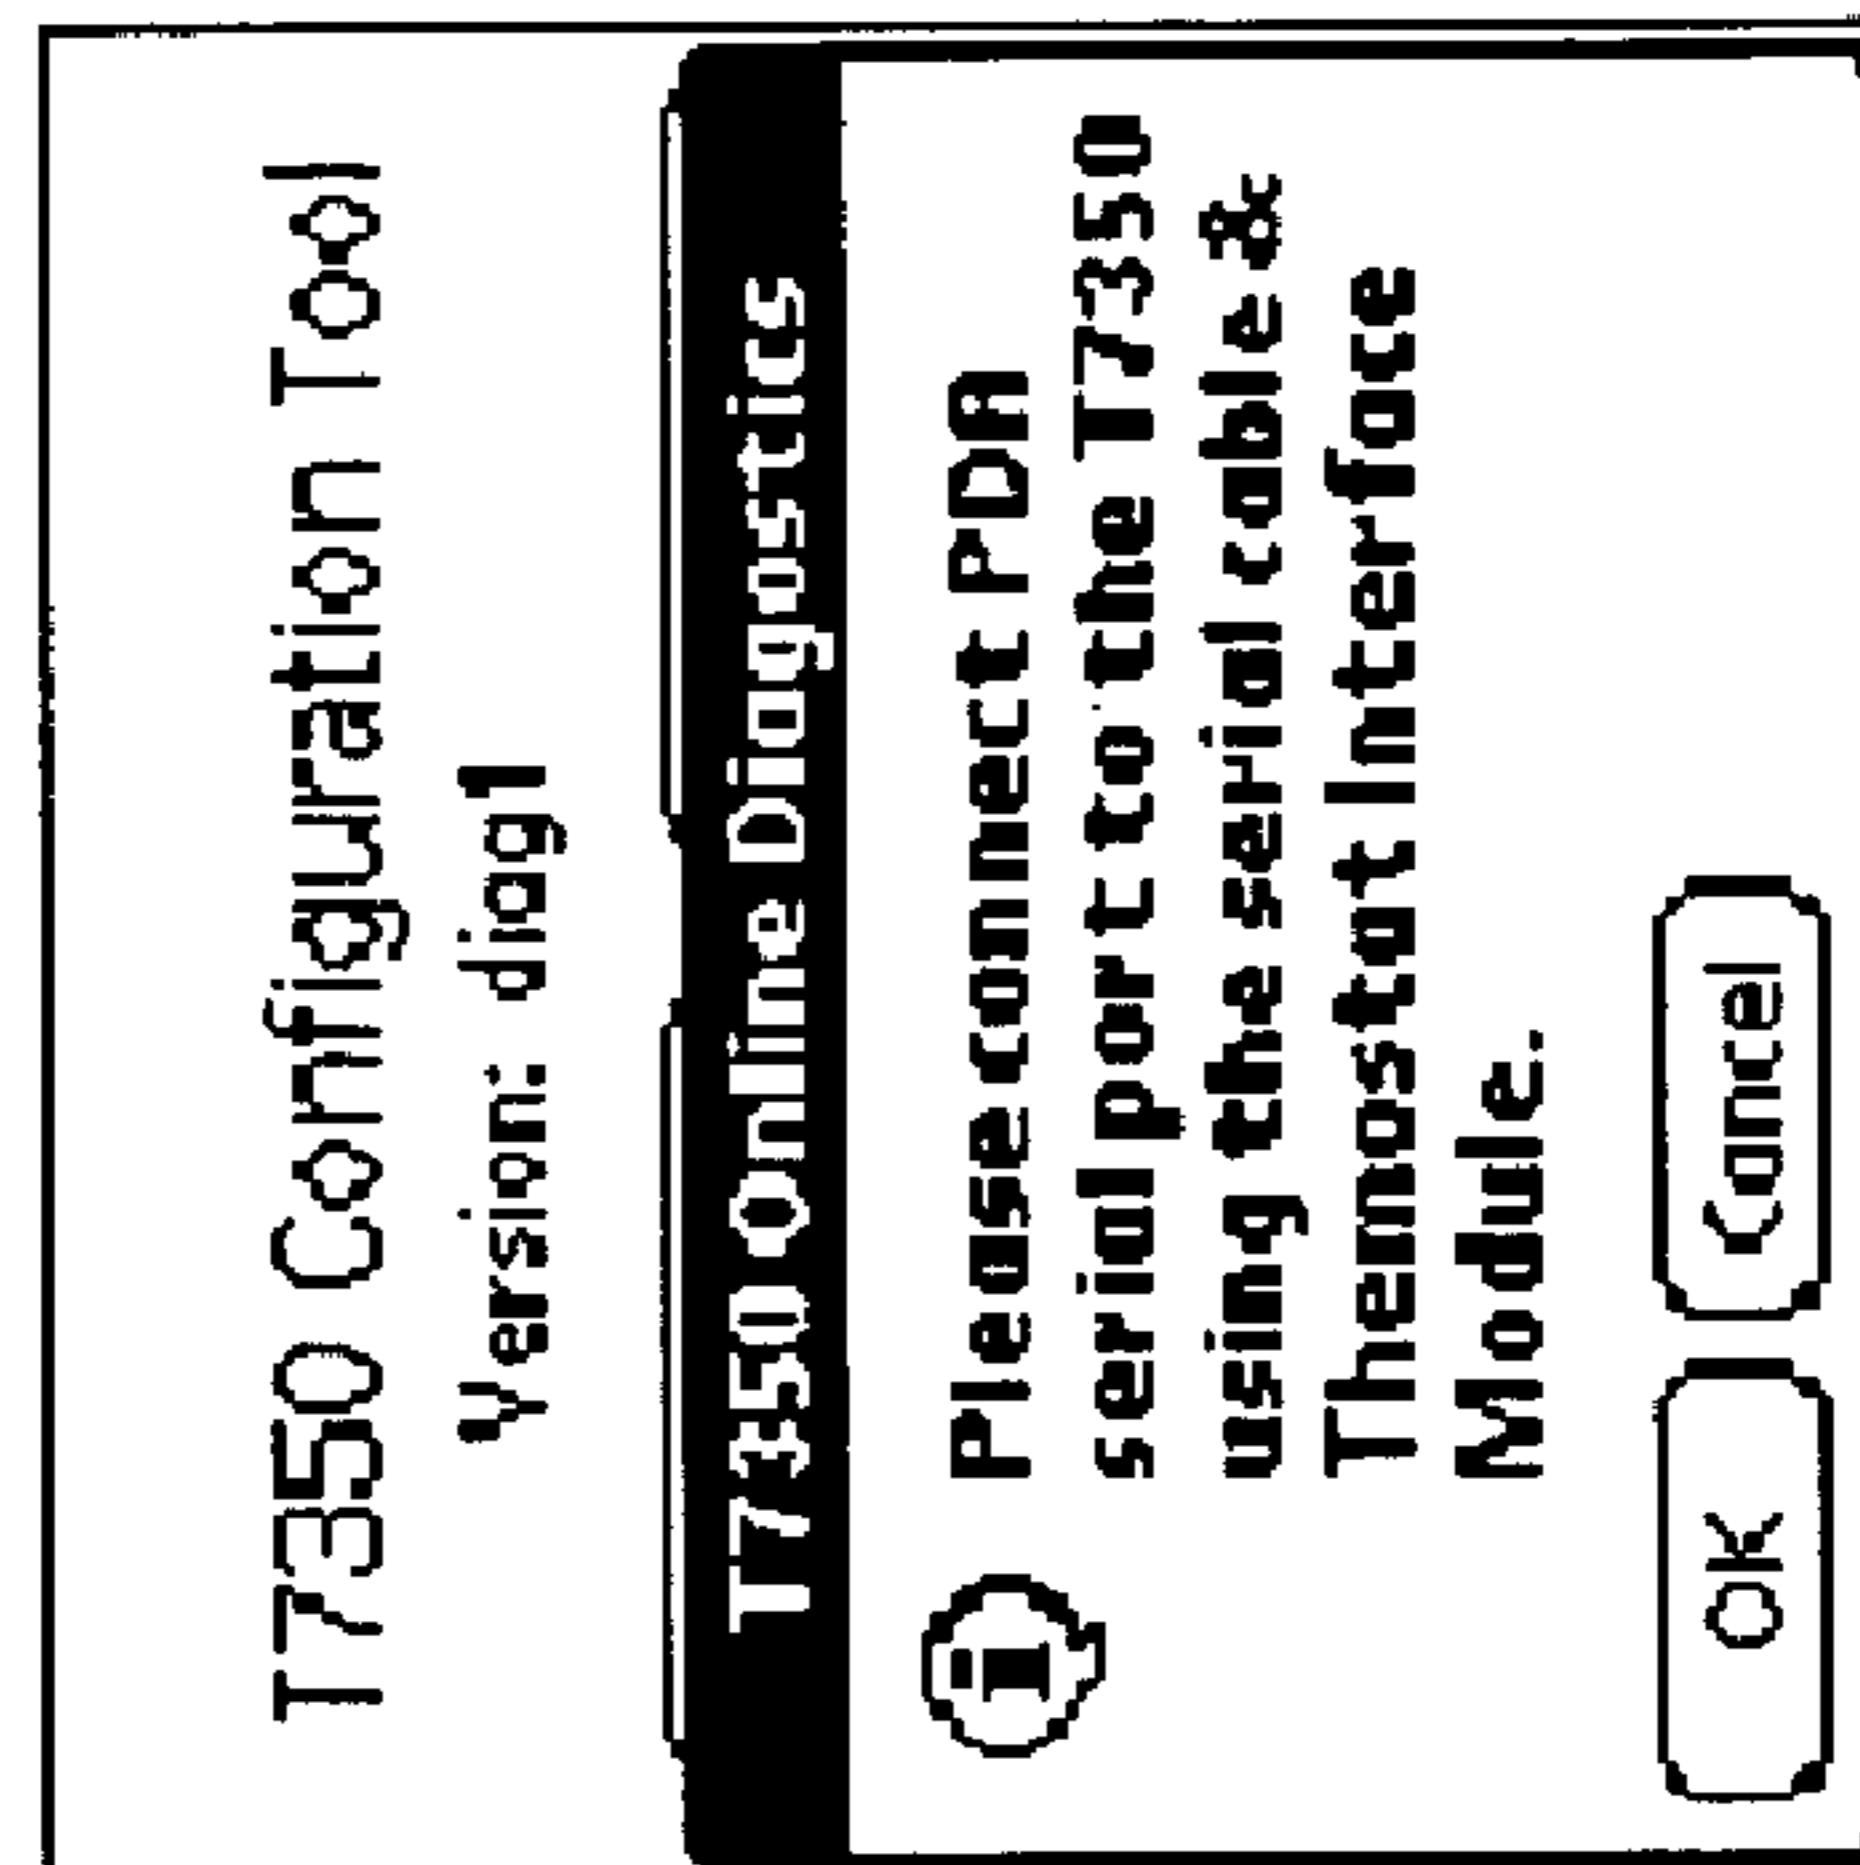 T7350 Configuration Tool
Version: diag1
T7350 Online Diagostics
Please connect PDA
serial port to the T7350
using the serial cable &
Themostat Interface
Module.
OK Cancel